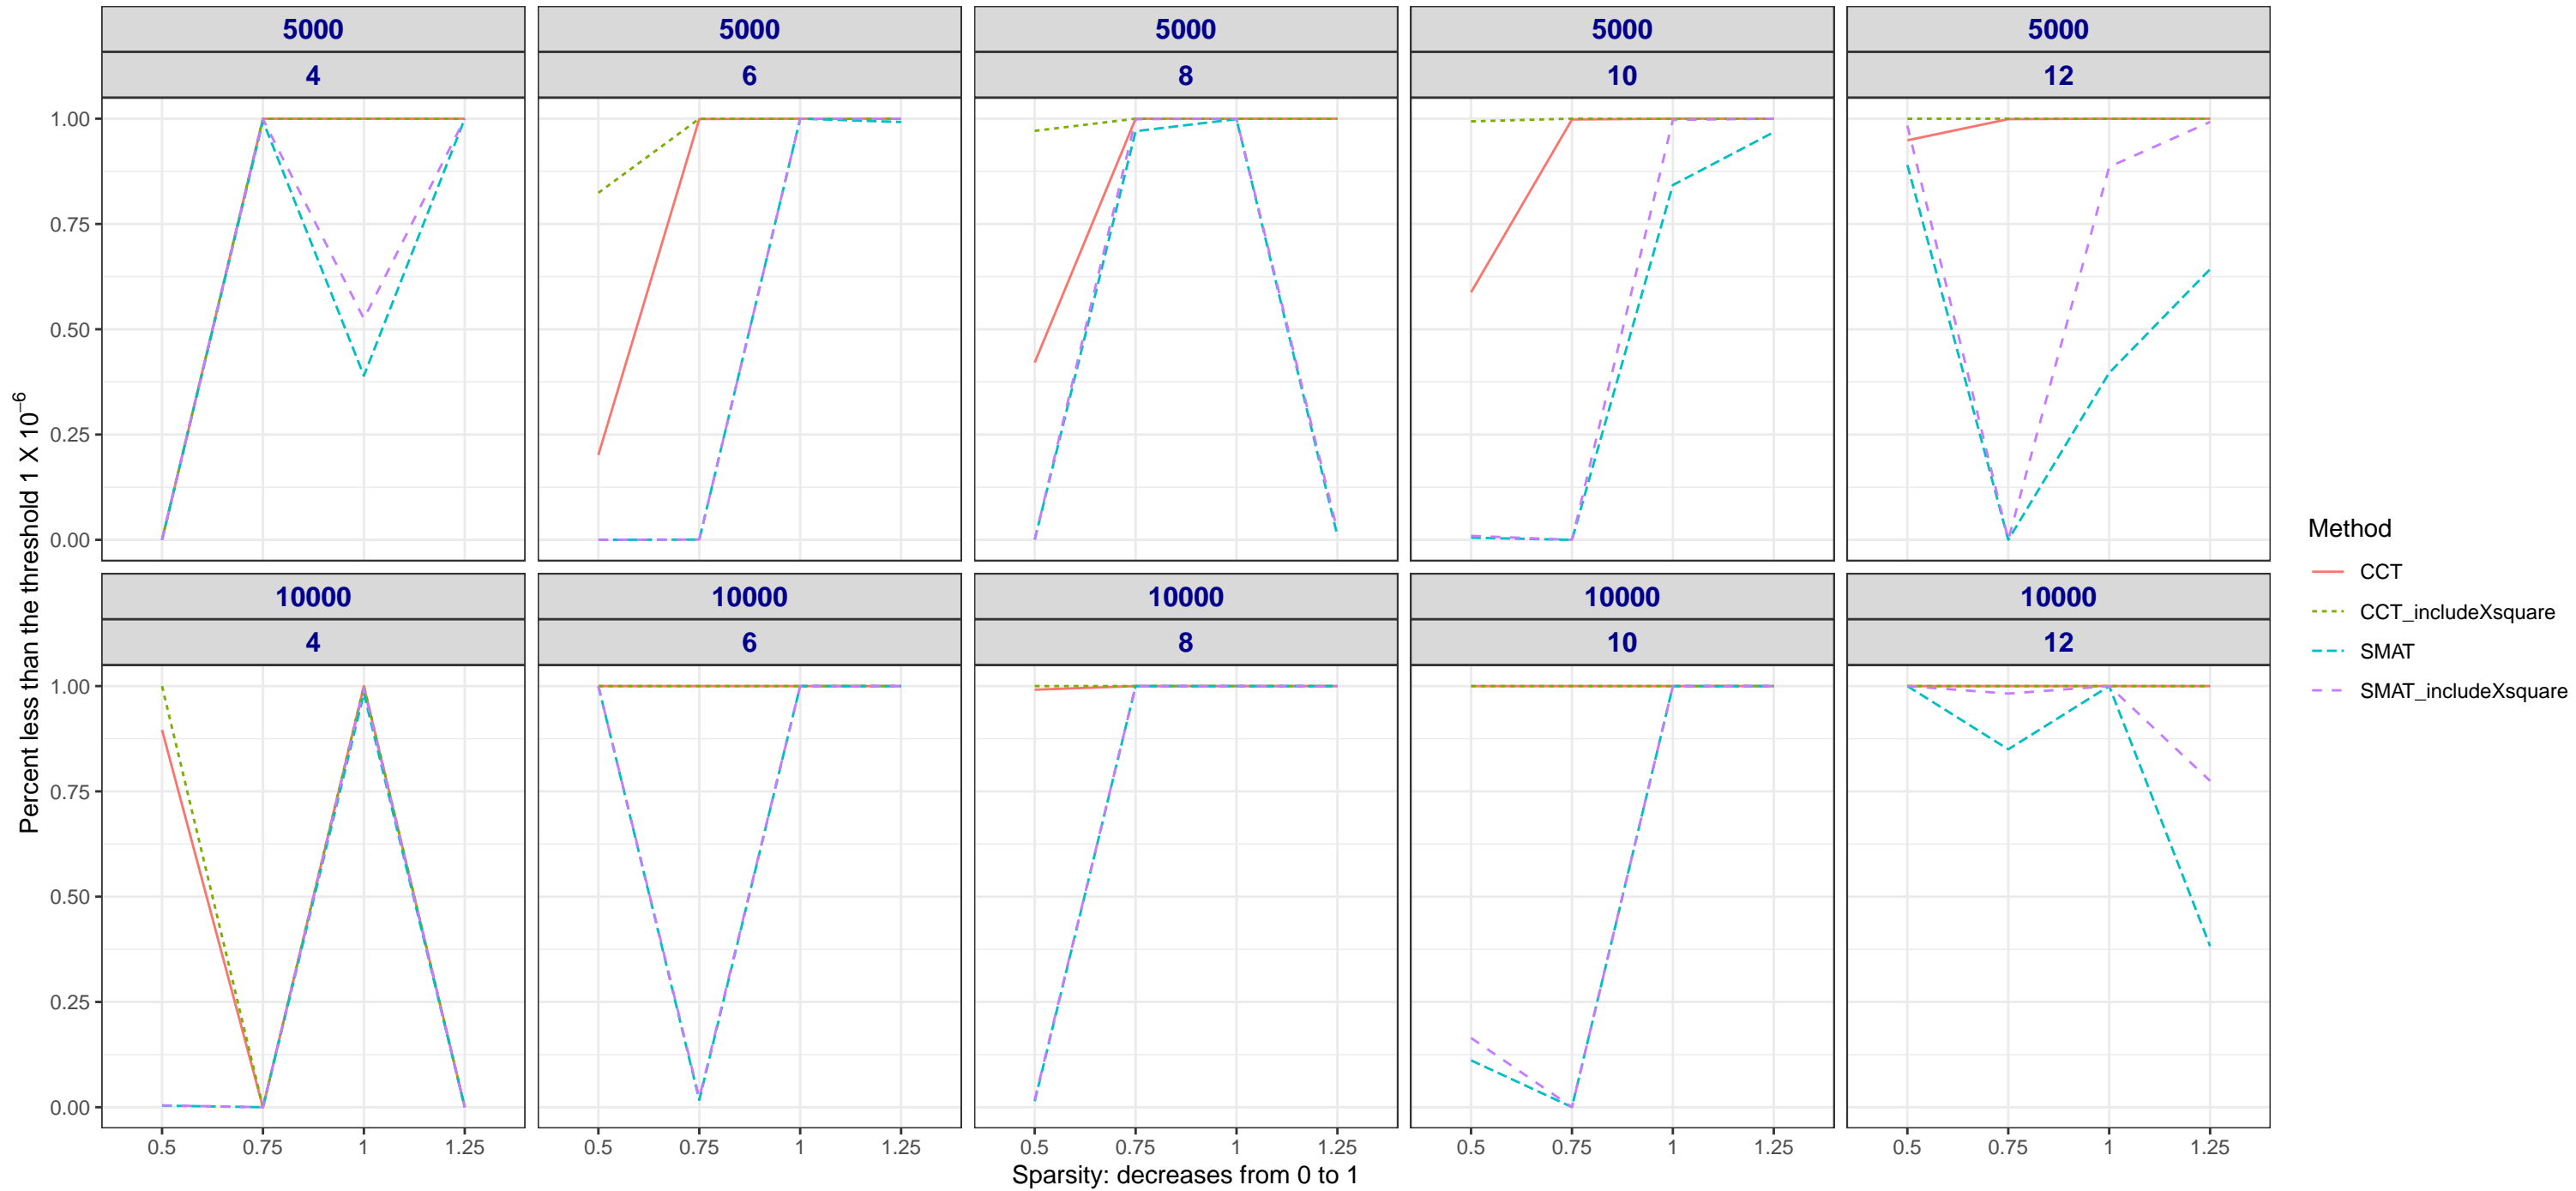 5000 5000 5000 5000 5000
4 6 8 10 12
1.00
0.75
0.50
0.25
0.00
10000 10000 10000 10000 10000
4 6 8 10 12
1.00
0.75
0.50
0.25
0.00
0.5 0.75 1 1.25 0.5 0.75 1 1.25 0.5 0.75 1 1.25 0.5 0.75 1 1.25 0.5 0.75 1 1.25
Sparsity: decreases from 0 to 1
Percent less than the threshold 1 X 10⁻⁶
Method
CCT
CCT_includeXsquare
SMAT
SMAT_includeXsquare